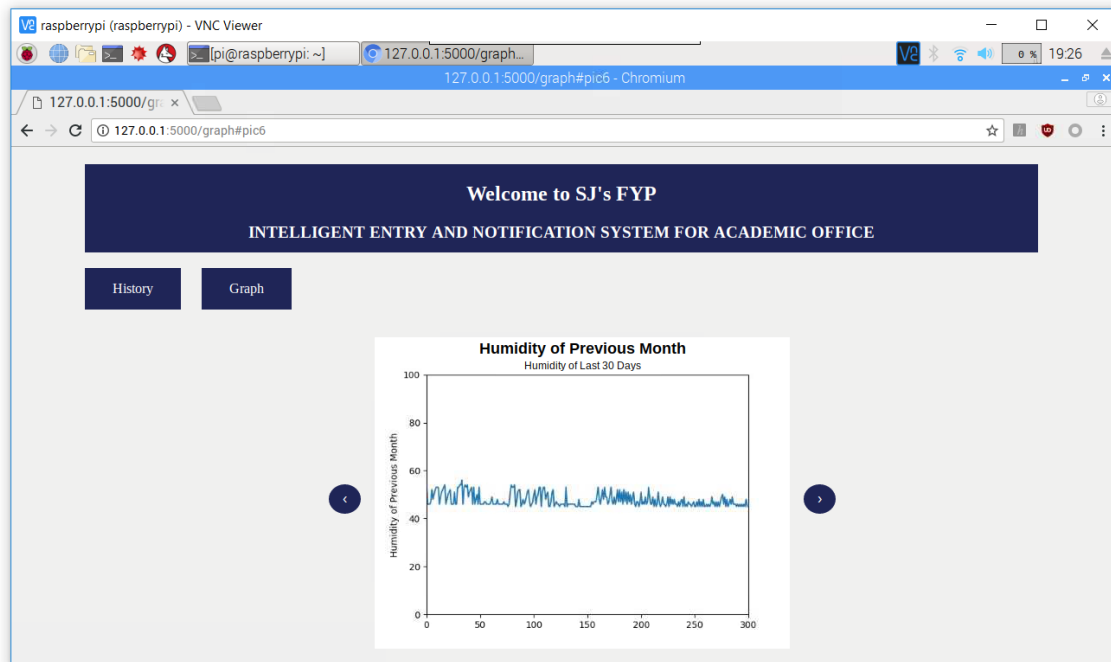 raspberrypi (raspberrypi) - VNC Viewer
[pi@raspberrypi: ~]
127.0.0.1:5000/graph...
0 %
19:26
127.0.0.1:5000/graph#pic6 - Chromium
127.0.0.1:5000/gra
127.0.0.1:5000/graph#pic6
Welcome to SJ's FYP
INTELLIGENT ENTRY AND NOTIFICATION SYSTEM FOR ACADEMIC OFFICE
History
Graph
Humidity of Previous Month
Humidity of Last 30 Days
Humidity of Previous Month
100
80
60
40
20
0
0 50 100 150 200 250 300